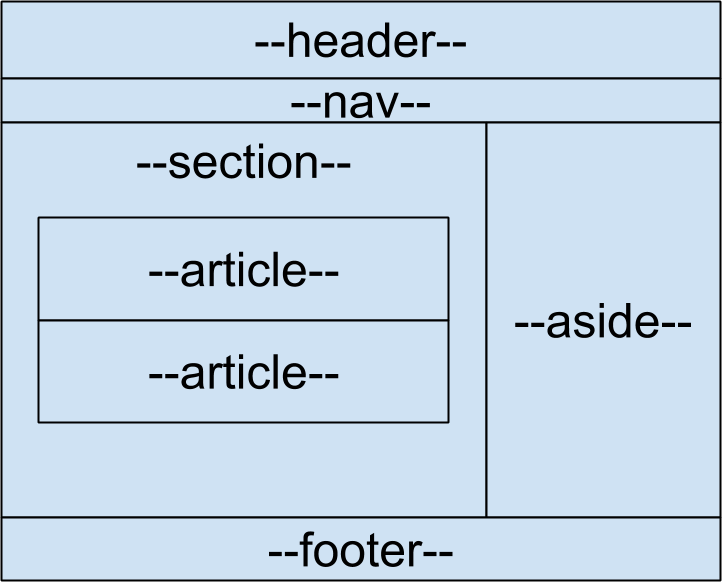 --header--
--nav--
--section--
--article--
--article--
--aside--
--footer--